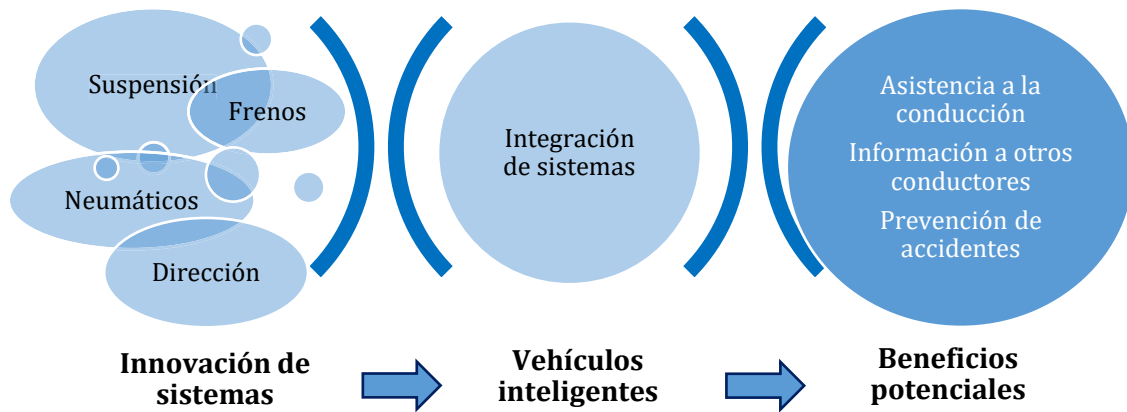 Suspensión
Frenos
Neumáticos
Dirección
Integración
de sistemas
Asistencia a la
conducción
Información a otros
conductores
Prevención de
accidentes
Innovación de
sistemas
Vehículos
inteligentes
Beneficios
potenciales